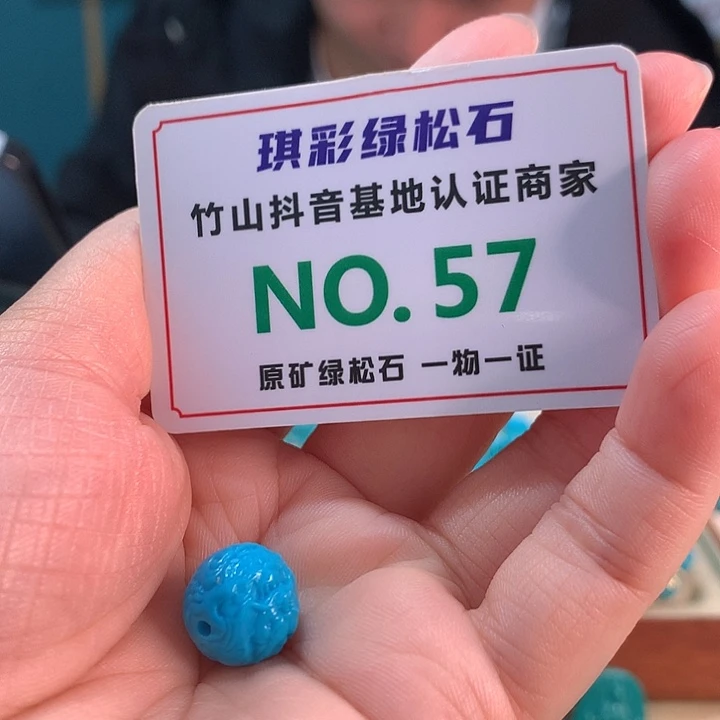 琪彩绿松石
竹山抖音基地认证商家
NO.57
原矿绿松石 一物一证